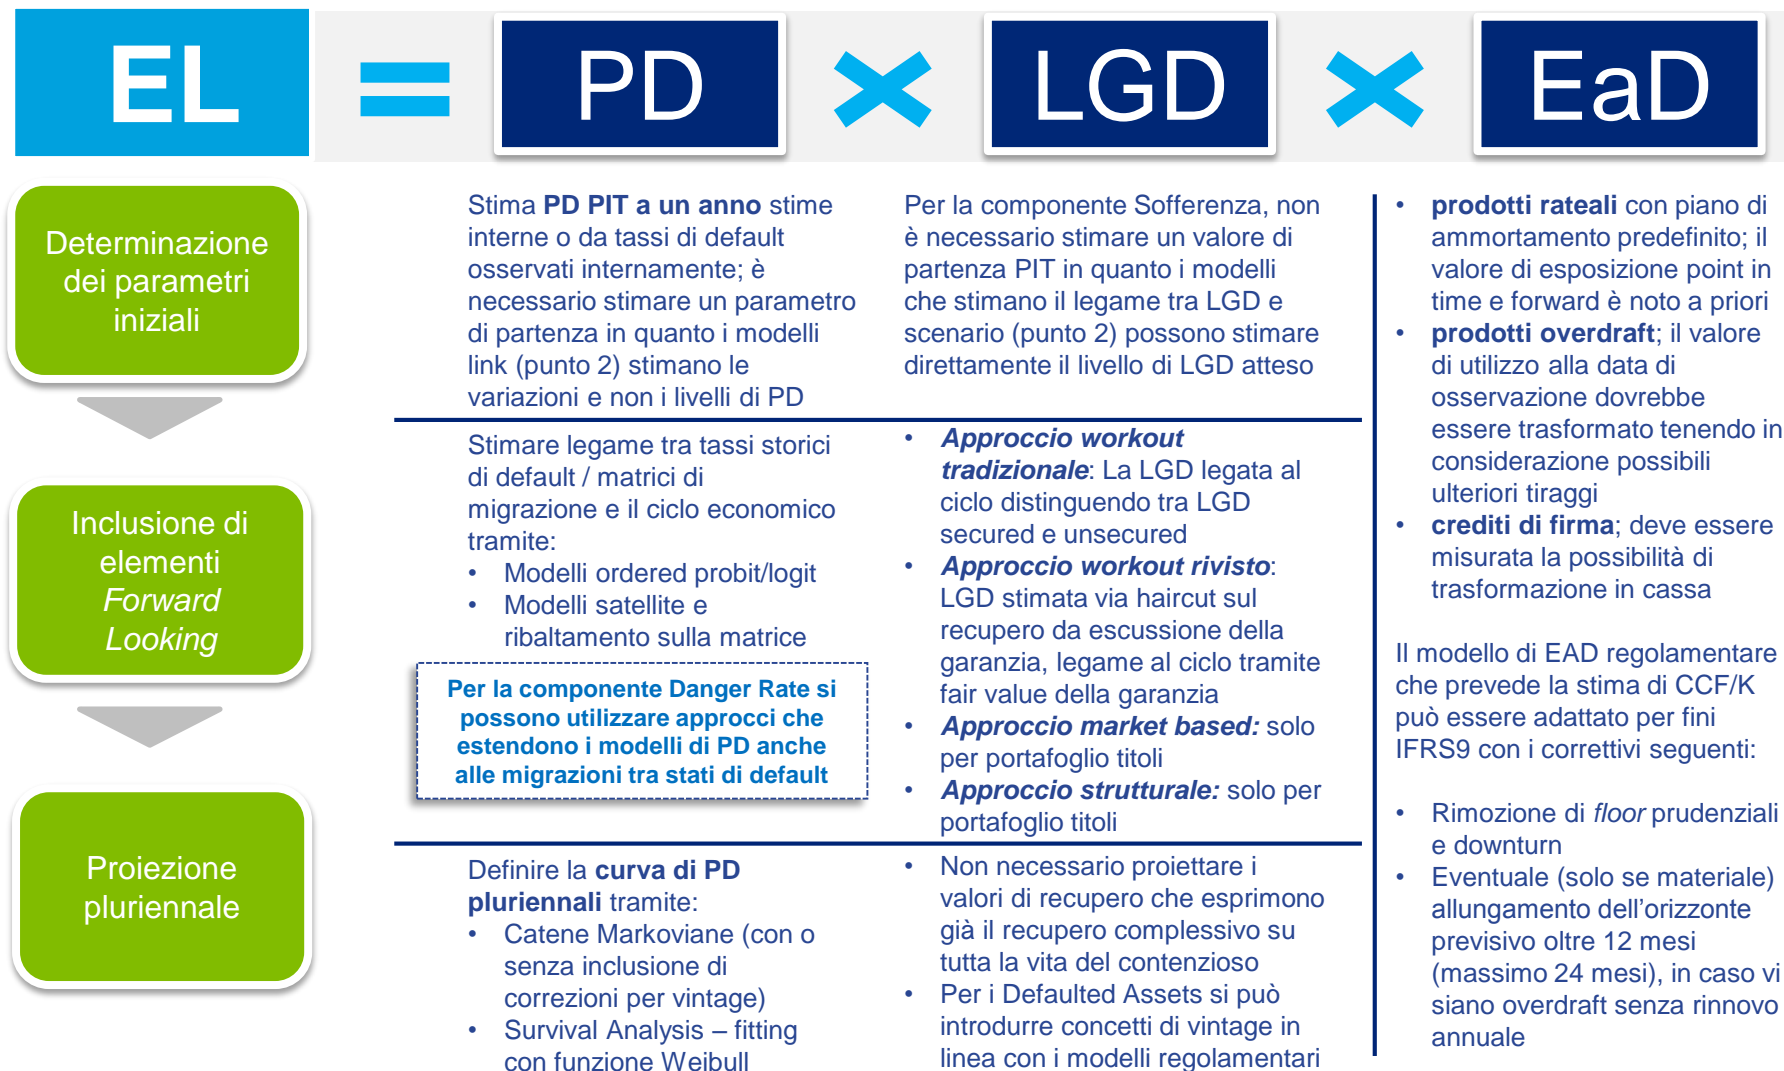 EL = PD × LGD × EaD
Determinazione
dei parametri
iniziali
Stima PD PIT a un anno stime
interne o da tassi di default
osservati internamente; è
necessario stimare un parametro
di partenza in quanto i modelli
link (punto 2) stimano le
variazioni e non i livelli di PD
Per la componente Sofferenza, non
è necessario stimare un valore di
partenza PIT in quanto i modelli
che stimano il legame tra LGD e
scenario (punto 2) possono stimare
direttamente il livello di LGD atteso
Inclusione di
elementi
Forward
Looking
Stimare legame tra tassi storici
di default / matrici di
migrazione e il ciclo economico
tramite:
• Modelli ordered probit/logit
• Modelli satellite e
ribaltamento sulla matrice
Per la componente Danger Rate si
possono utilizzare approcci che
estendono i modelli di PD anche
alle migrazioni tra stati di default
• Approccio workout
tradizionale: La LGD legata al
ciclo distinguendo tra LGD
secured e unsecured
• Approccio workout rivisto:
LGD stimata via haircut sul
recupero da escussione della
garanzia, legame al ciclo tramite
fair value della garanzia
• Approccio market based: solo
per portafoglio titoli
• Approccio strutturale: solo per
portafoglio titoli
Proiezione
pluriennale
Definire la curva di PD
pluriennali tramite:
• Catene Markoviane (con o
senza inclusione di
correzioni per vintage)
• Survival Analysis – fitting
con funzione Weibull
• Non necessario proiettare i
valori di recupero che esprimono
già il recupero complessivo su
tutta la vita del contenzioso
• Per i Defaulted Assets si può
introdurre concetti di vintage in
linea con i modelli regolamentari
• prodotti rateali con piano di
ammortamento predefinito; il
valore di esposizione point in
time e forward è noto a priori
• prodotti overdraft; il valore
di utilizzo alla data di
osservazione dovrebbe
essere trasformato tenendo in
considerazione possibili
ulteriori tiraggi
• crediti di firma; deve essere
misurata la possibilità di
trasformazione in cassa
Il modello di EAD regolamentare
che prevede la stima di CCF/K
può essere adattato per fini
IFRS9 con i correttivi seguenti:
• Rimozione di floor prudenziali
e downturn
• Eventuale (solo se materiale)
allungamento dell’orizzonte
previsivo oltre 12 mesi
(massimo 24 mesi), in caso vi
siano overdraft senza rinnovo
annuale